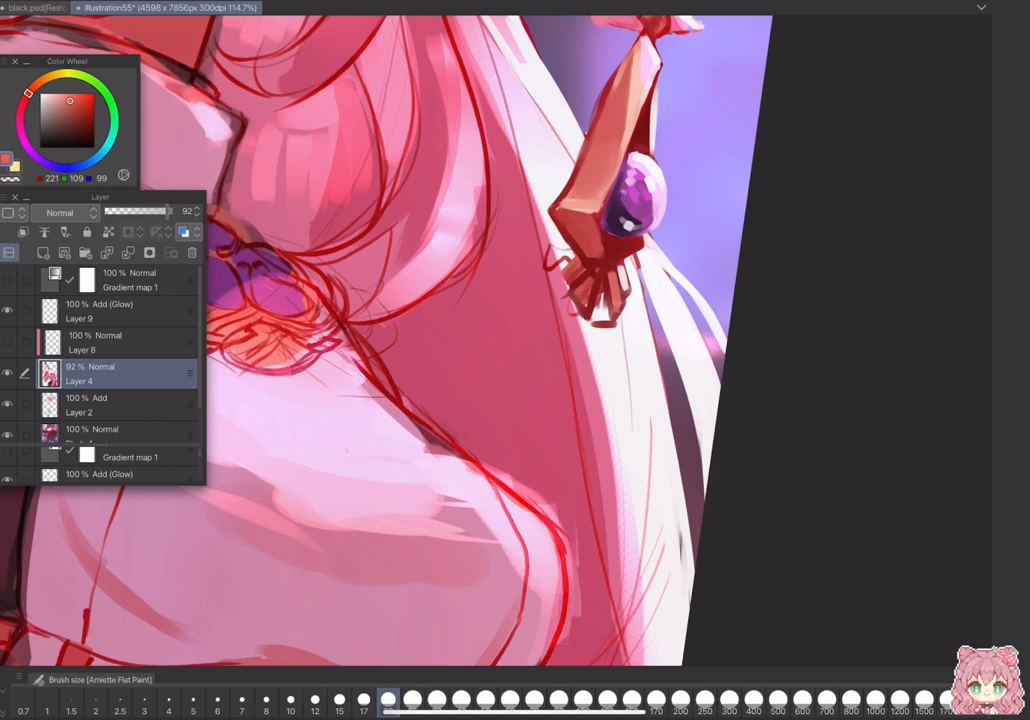 black.psd[Rest
Illustration55* (4598 x 7856px 300dpi 114.7%)
Color Wheel
221 109 99
Layer
Normal 92
100 % Normal
Gradient map 1
100 % Add (Glow)
Layer 9
100 % Normal
Layer 8
92 % Normal
Layer 4
100 % Add
Layer 2
100 % Normal
Gradient map 1
100 % Add (Glow)
Brush size [Amiette Flat Paint]
0.7 1 1.5 2 2.5 3 4 5 6 7 8 10 12 15 17 170 200 250 300 400 500 600 700 800 1000 1200 1500